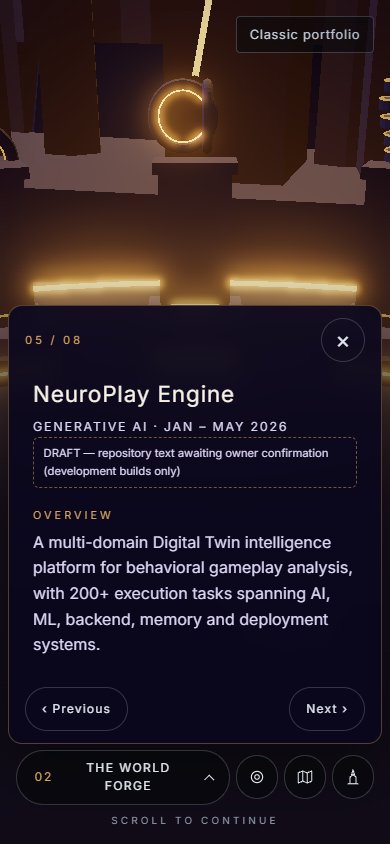 Classic portfolio
05 / 08
NeuroPlay Engine
GENERATIVE AI · JAN – MAY 2026
DRAFT — repository text awaiting owner confirmation
(development builds only)
OVERVIEW
A multi-domain Digital Twin intelligence
platform for behavioral gameplay analysis,
with 200+ execution tasks spanning AI,
ML, backend, memory and deployment
systems.
‹ Previous
Next ›
02
THE WORLD
FORGE
SCROLL TO CONTINUE